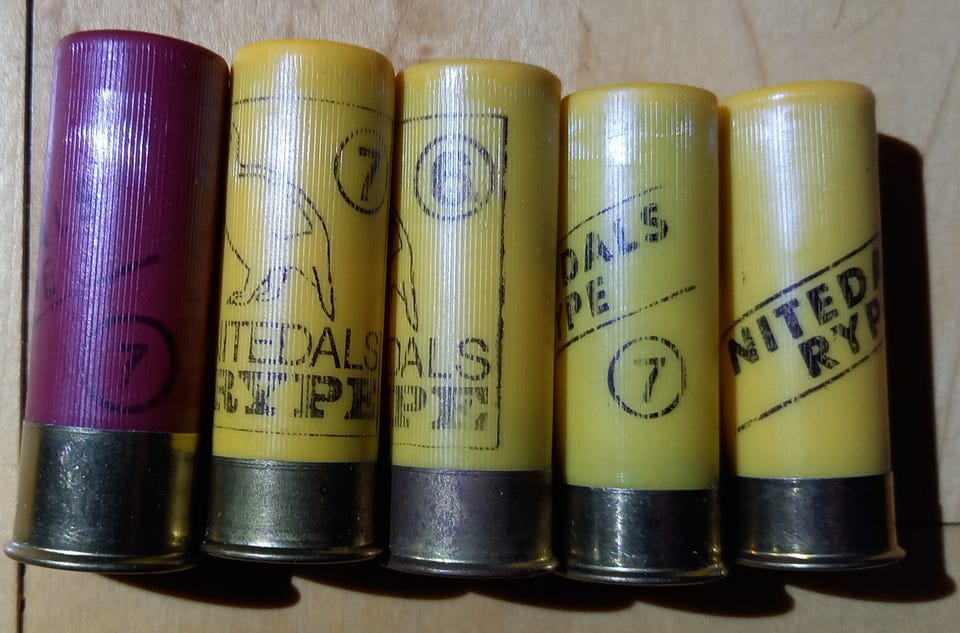 7
7
NITEDALS
RYPE
6
DALS
PE
DALS
YPE
7
NITEDA
RYP